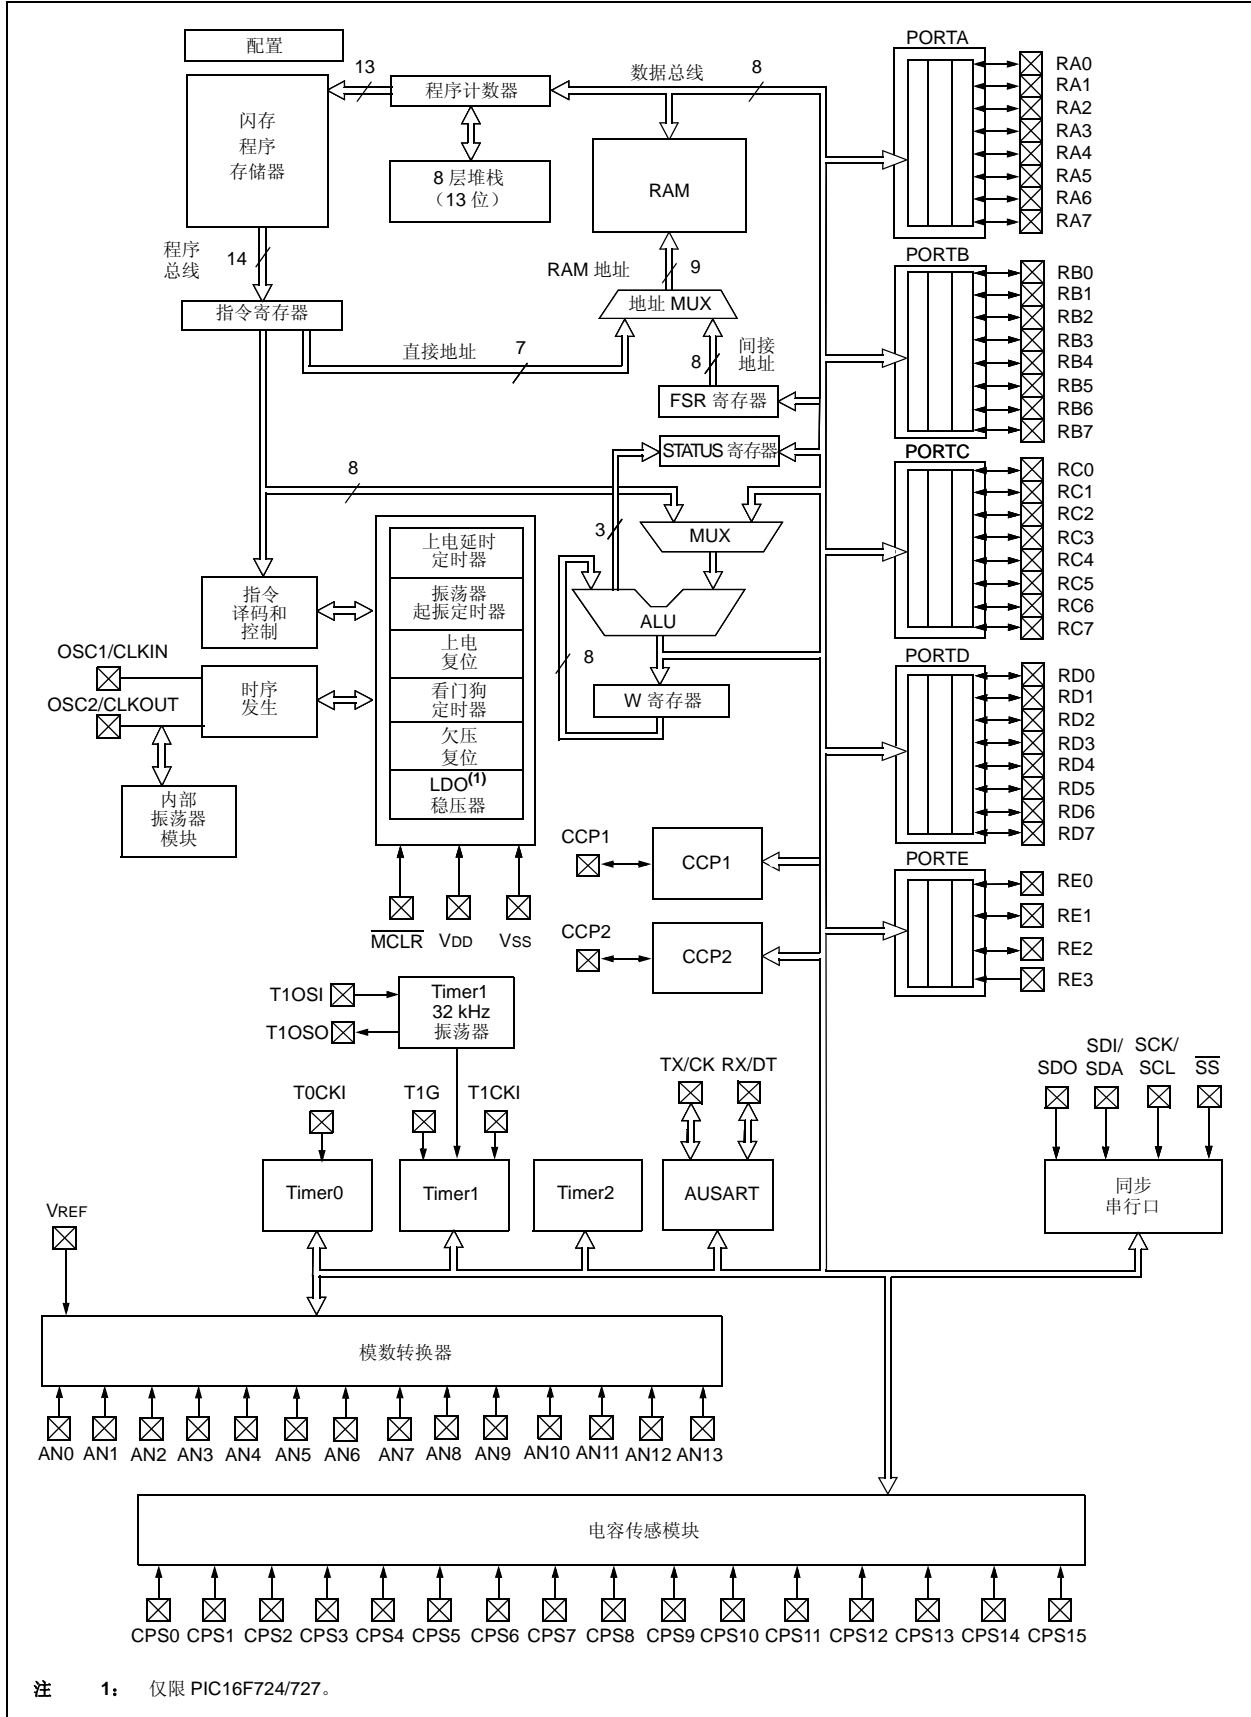 配置
PORTA
13
数据总线
8
程序计数器
闪存
程序
存储器
8 层堆栈
（13 位）
RAM
RA0
RA1
RA2
RA3
RA4
RA5
RA6
RA7
程序
总线
14
RAM 地址
9
PORTB
指令寄存器
地址 MUX
直接地址
7
间接
地址
8
FSR 寄存器
RB0
RB1
RB2
RB3
RB4
RB5
RB6
RB7
STATUS 寄存器
PORTC
8
3
MUX
RC0
RC1
RC2
RC3
RC4
RC5
RC6
RC7
上电延时
定时器
振荡器
起振定时器
上电
复位
看门狗
定时器
欠压
复位
LDO(1)
稳压器
指令
译码和
控制
ALU
8
W 寄存器
OSC1/CLKIN
OSC2/CLKOUT
时序
发生
内部
振荡器
模块
PORTD
RD0
RD1
RD2
RD3
RD4
RD5
RD6
RD7
MCLR
VDD
VSS
CCP1
CCP1
CCP2
CCP2
PORTE
RE0
RE1
RE2
RE3
T1OSI
T1OSO
Timer1
32 kHz
振荡器
T0CKI
T1G
T1CKI
TX/CK
RX/DT
SDO
SDI/
SDA
SCK/
SCL
SS
Timer0
Timer1
Timer2
AUSART
同步
串行口
VREF
模数转换器
AN0
AN1
AN2
AN3
AN4
AN5
AN6
AN7
AN8
AN9
AN10
AN11
AN12
AN13
电容传感模块
CPS0
CPS1
CPS2
CPS3
CPS4
CPS5
CPS6
CPS7
CPS8
CPS9
CPS10
CPS11
CPS12
CPS13
CPS14
CPS15
注 1： 仅限 PIC16F724/727。